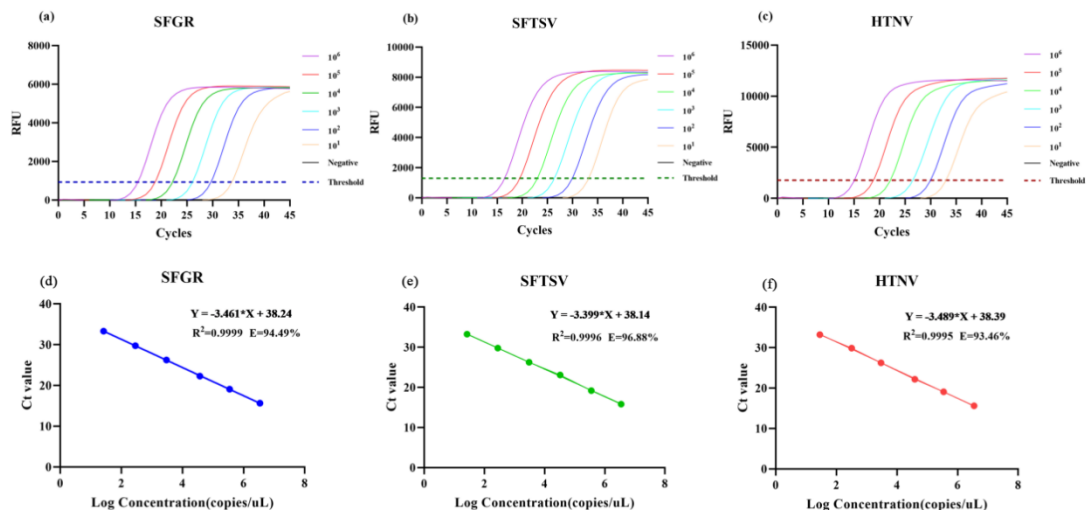 (a)
SFGR
RFU
8000
6000
4000
2000
0
0 5 10 15 20 25 30 35 40 45
Cycles
10⁶
10⁵
10⁴
10³
10²
10¹
Negative
Threshold
(b)
SFTSV
RFU
10000
8000
6000
4000
2000
0
0 5 10 15 20 25 30 35 40 45
Cycles
10⁶
10⁵
10⁴
10³
10²
10¹
Negative
Threshold
(c)
HTNV
RFU
15000
10000
5000
0
0 5 10 15 20 25 30 35 40 45
Cycles
10⁶
10⁵
10⁴
10³
10²
10¹
Negative
Threshold
(d)
SFGR
Y = -3.461*X + 38.24
R²=0.9999 E=94.49%
Ct value
40
30
20
10
0
0 2 4 6 8
Log Concentration(copies/uL)
(e)
SFTSV
Y = -3.399*X + 38.14
R²=0.9996 E=96.88%
Ct value
40
30
20
10
0
0 2 4 6 8
Log Concentration(copies/uL)
(f)
HTNV
Y = -3.489*X + 38.39
R²=0.9995 E=93.46%
Ct value
40
30
20
10
0
0 2 4 6 8
Log Concentration(copies/uL)